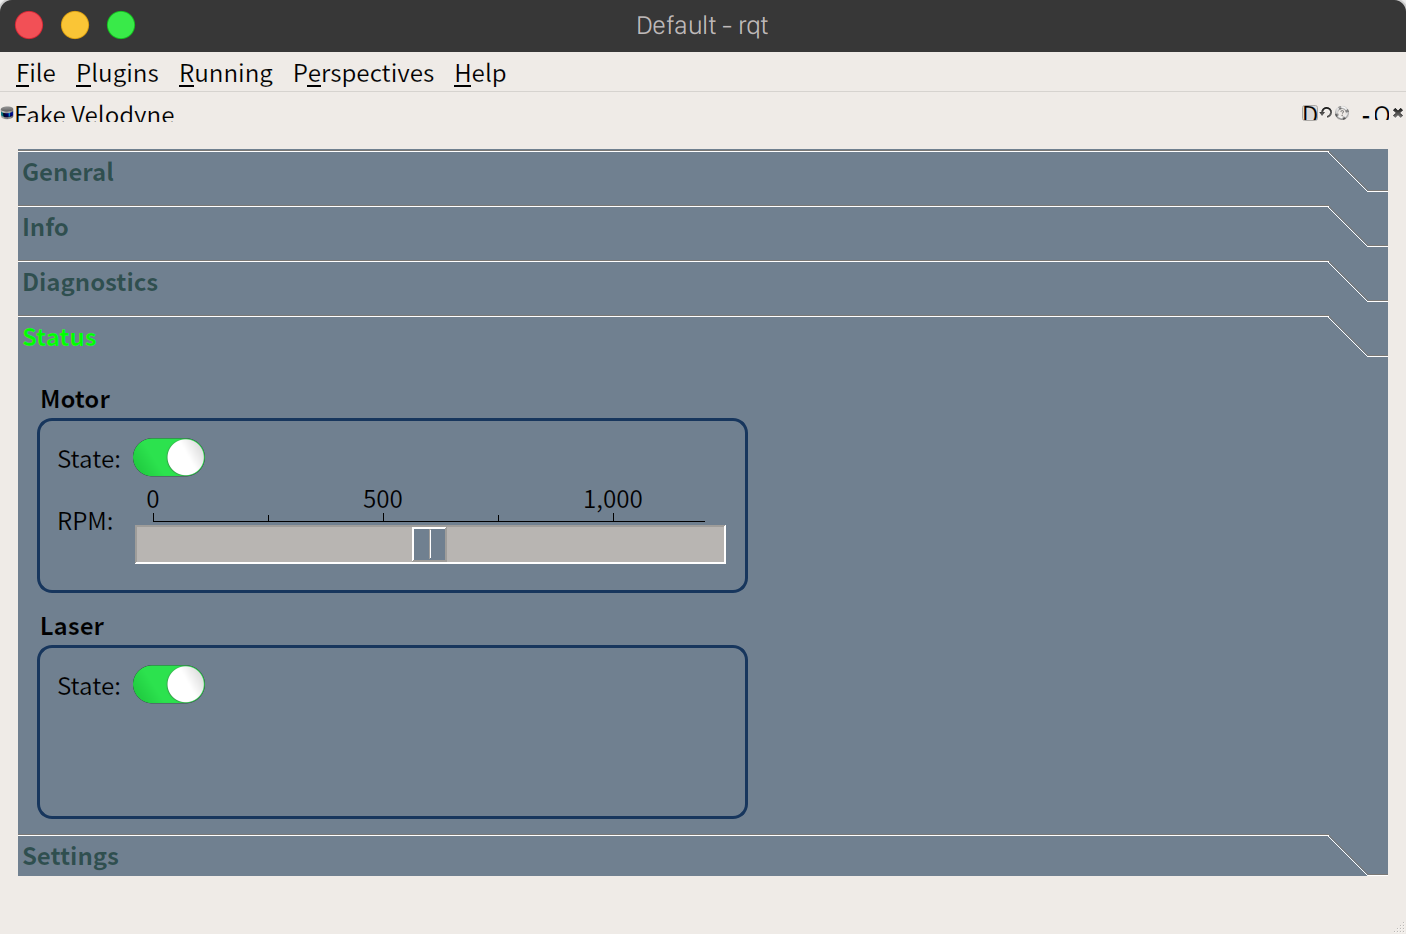 Default - rqt
File Plugins Running Perspectives Help
Fake Velodyne D - O
General
Info
Diagnostics
Status
Motor
State:
0 500 1,000
RPM:
Laser
State:
Settings